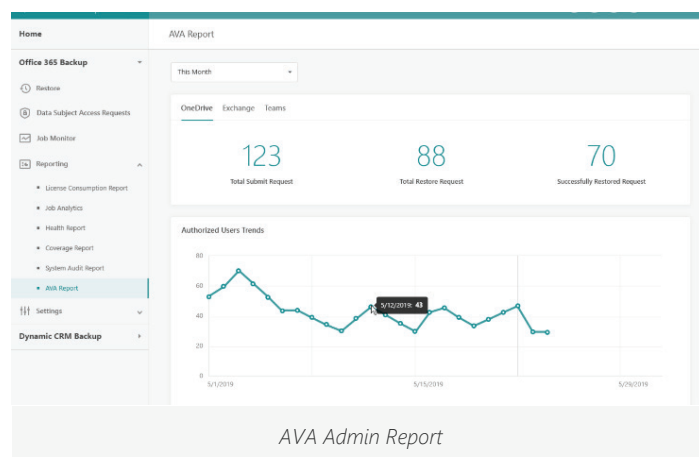 Home
AVA Report
Office 365 Backup
This Month
Restore
Data Subject Access Requests
Job Monitor
Reporting
License Consumption Report
Job Analytics
Health Report
Coverage Report
System Audit Report
AVA Report
Settings
Dynamic CRM Backup
OneDrive Exchange Teams
123 88 70
Total Submit Request Total Restore Request Successfully Restored Request
Authorized Users Trends
80
60
40
20
0
5/12/2019: 43
5/1/2019 5/15/2019 5/29/2019
AVA Admin Report